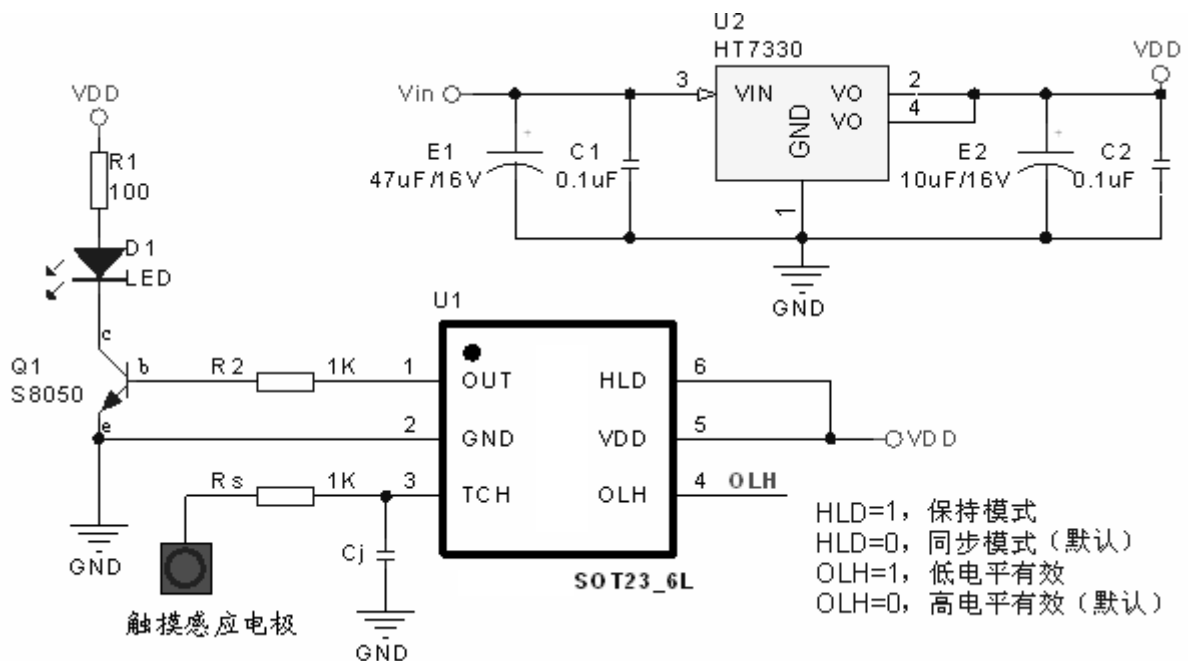 U2
HT7330
VDD
VDD
Vin
3
VIN
VO
2
VO
4
GND
1
R1
100
E1
47uF/16V
C1
0.1uF
E2
10uF/16V
C2
0.1uF
+
+
GND
D1
LED
U1
c
Q1
S8050
b
e
R2
1K
1
OUT
HLD
6
2
GND
VDD
5
VDD
Rs
1K
3
TCH
OLH
4
OLH
GND
Cj
SOT23_6L
GND
触摸感应电极
HLD=1，保持模式
HLD=0，同步模式（默认）
OLH=1，低电平有效
OLH=0，高电平有效（默认）